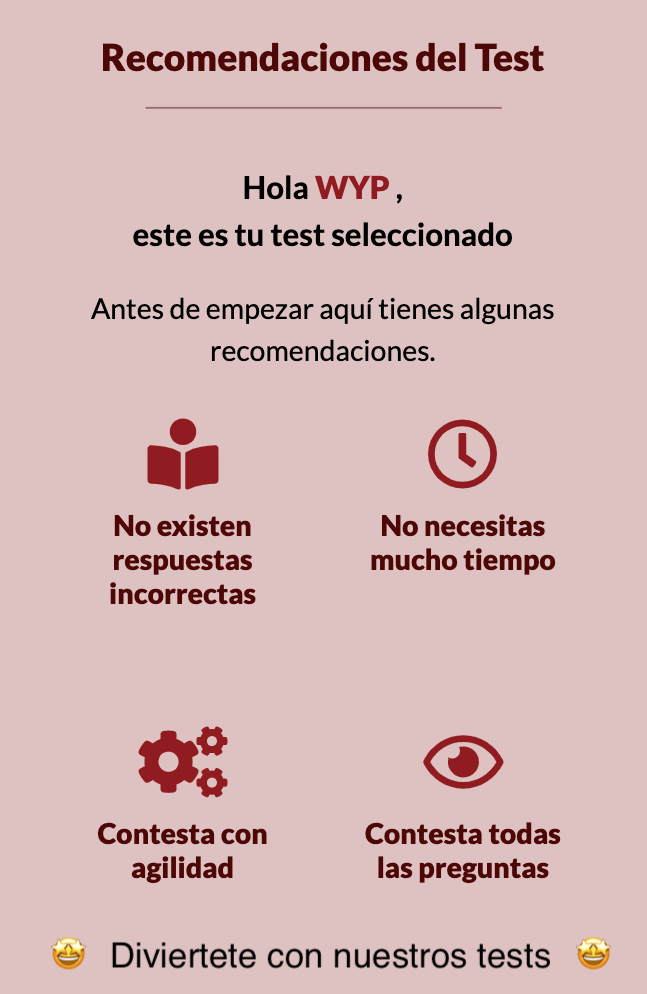 Recomendaciones del Test
Hola WYP ,
este es tu test seleccionado
Antes de empezar aquí tienes algunas
recomendaciones.
No existen
respuestas
incorrectas
No necesitas
mucho tiempo
Contesta con
agilidad
Contesta todas
las preguntas
🤩 Diviertete con nuestros tests 🤩